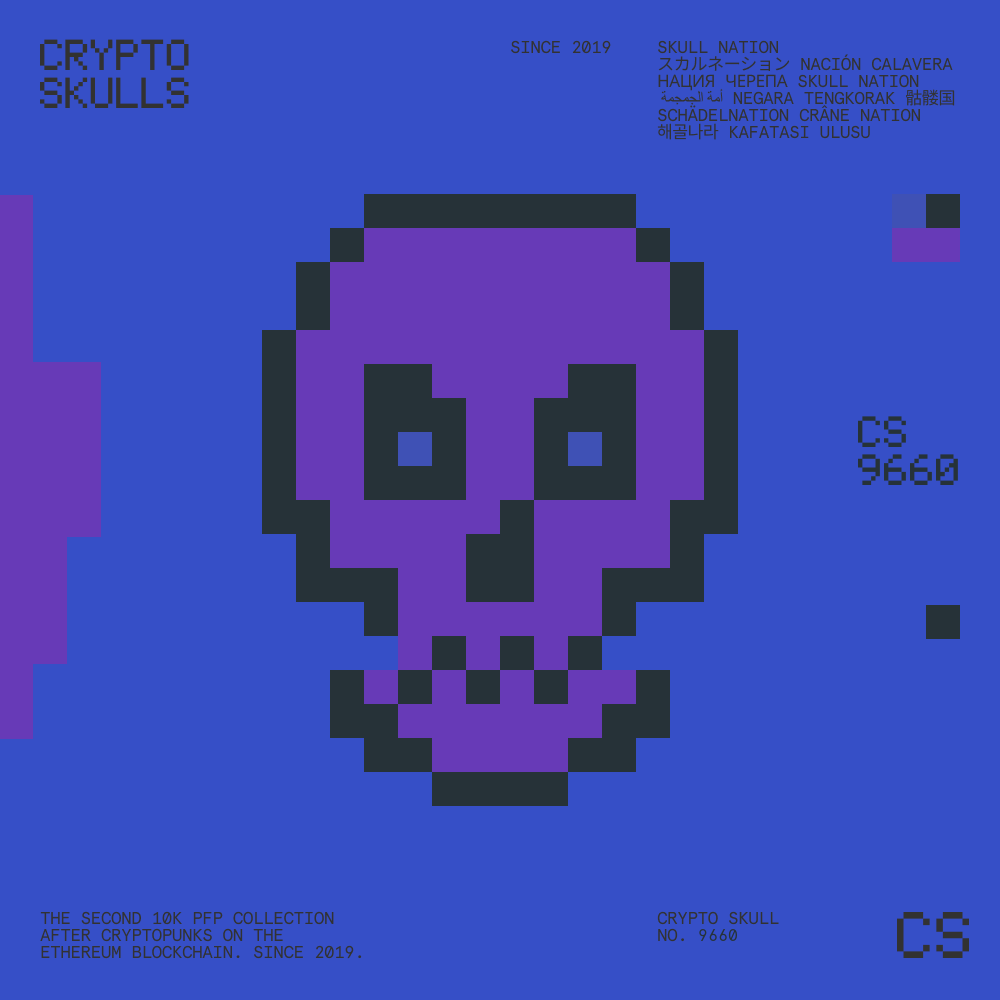 CRYPTO
SKULLS
SINCE 2019
SKULL NATION
スカルネーション NACIÓN CALAVERA
НАЦИЯ ЧЕРЕПА SKULL NATION
أمة الجمجمة NEGARA TENGKORAK 骷髅国
SCHÄDELNATION CRÂNE NATION
해골나라 KAFATASI ULUSU
CS
9660
THE SECOND 10K PFP COLLECTION
AFTER CRYPTOPUNKS ON THE
ETHEREUM BLOCKCHAIN. SINCE 2019.
CRYPTO SKULL
NO. 9660
CS